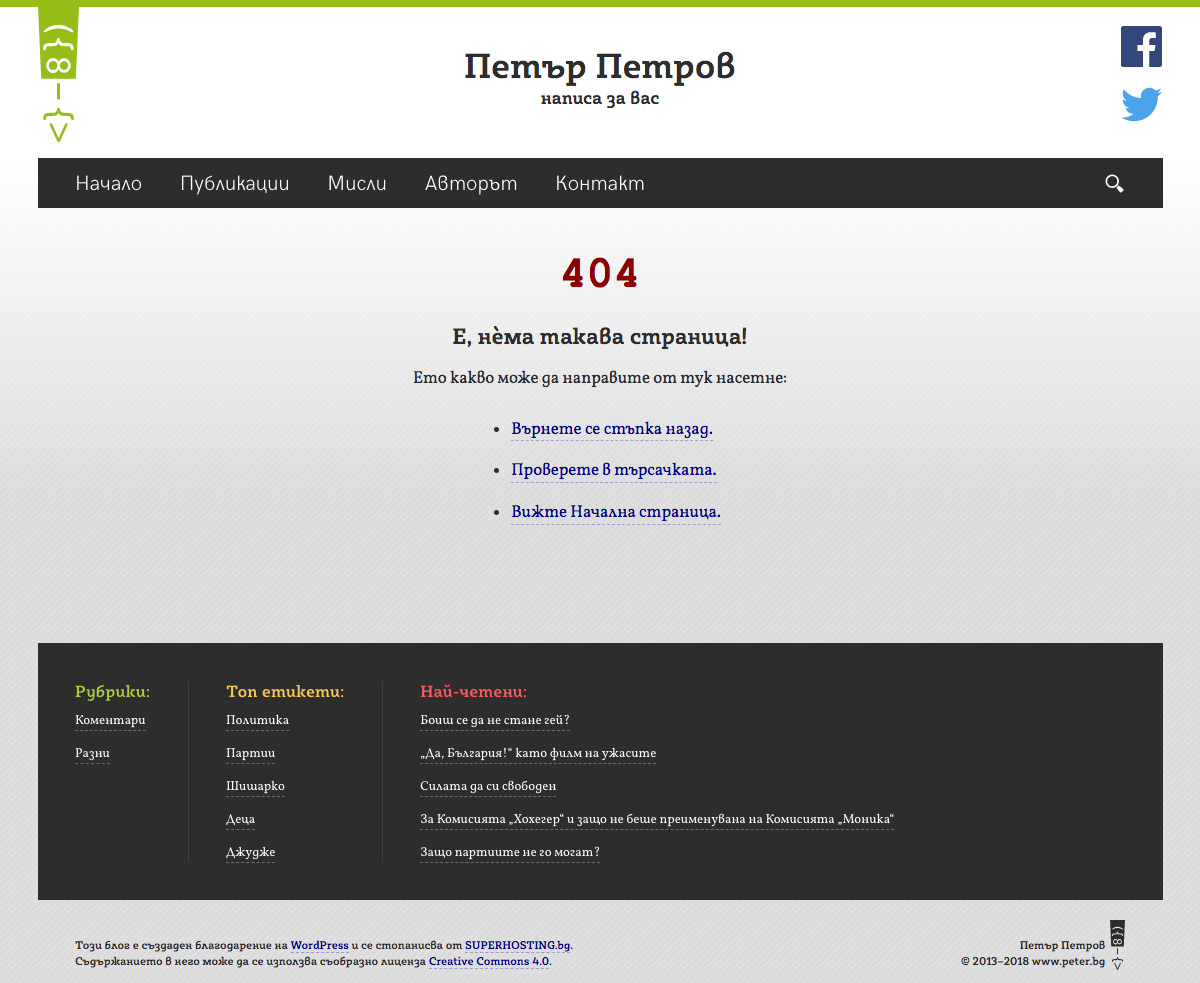 Петър Петров
написа за вас
Начало Публикации Мисли Авторът Контакт
404
Е, нѐма такава страница!
Ето какво може да направите от тук насетне:
Върнете се стъпка назад.
Проверете в търсачката.
Вижте Начална страница.
Рубрики:
Коментари
Разни
Топ етикети:
Политика
Партии
Шишарко
Деца
Джудже
Най-четени:
Боиш се да не стане гей?
„Да, България!“ като филм на ужасите
Силата да си свободен
За Комисията „Хохегер“ и защо не беше преименувана на Комисията „Моника“
Защо партиите не го могат?
Този блог е създаден благодарение на WordPress и се стопанисва от SUPERHOSTING.bg.
Съдържанието в него може да се използва съобразно лиценза Creative Commons 4.0.
Петър Петров
© 2013–2018 www.peter.bg